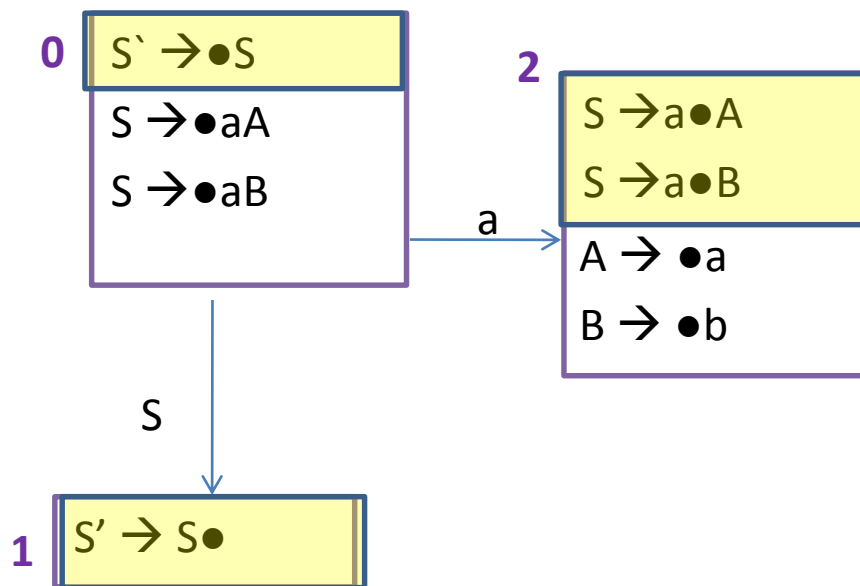 0
S` → ●S
S → ●aA
S → ●aB
a
2
S →a●A
S →a●B
A → ●a
B → ●b
S
1
S’ → S●